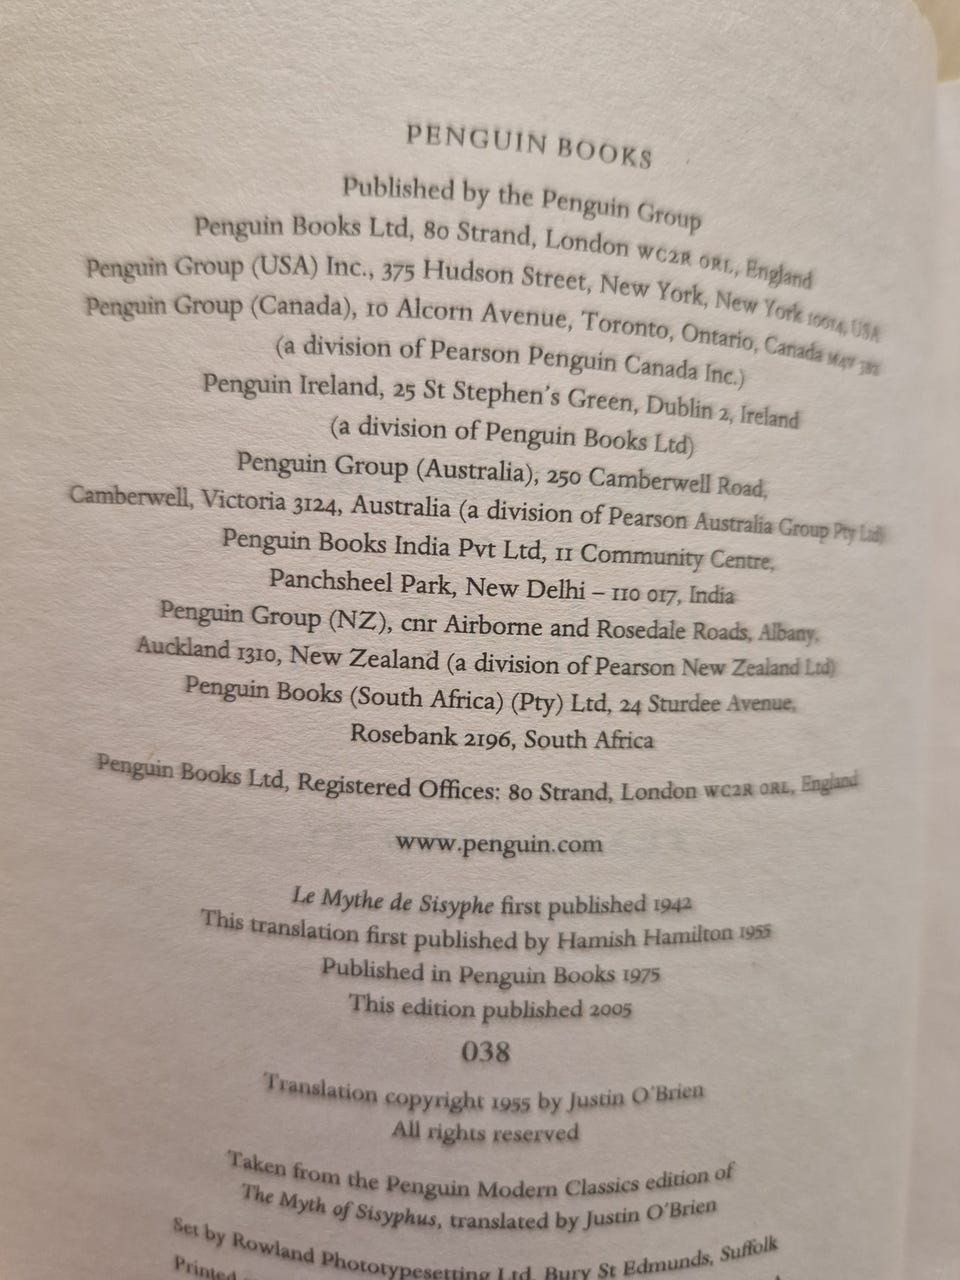 PENGUIN BOOKS
Published by the Penguin Group
Penguin Books Ltd, 80 Strand, London WC2R 0RL, England
Penguin Group (USA) Inc., 375 Hudson Street, New York, New York 10014, USA
Penguin Group (Canada), 10 Alcorn Avenue, Toronto, Ontario, Canada M4V 3B2
(a division of Pearson Penguin Canada Inc.)
Penguin Ireland, 25 St Stephen's Green, Dublin 2, Ireland
(a division of Penguin Books Ltd)
Penguin Group (Australia), 250 Camberwell Road,
Camberwell, Victoria 3124, Australia (a division of Pearson Australia Group Pty Ltd)
Penguin Books India Pvt Ltd, 11 Community Centre,
Panchsheel Park, New Delhi – 110 017, India
Penguin Group (NZ), cnr Airborne and Rosedale Roads, Albany,
Auckland 1310, New Zealand (a division of Pearson New Zealand Ltd)
Penguin Books (South Africa) (Pty) Ltd, 24 Sturdee Avenue,
Rosebank 2196, South Africa
Penguin Books Ltd, Registered Offices: 80 Strand, London WC2R 0RL, England
www.penguin.com
Le Mythe de Sisyphe first published 1942
This translation first published by Hamish Hamilton 1955
Published in Penguin Books 1975
This edition published 2005
038
Translation copyright 1955 by Justin O'Brien
All rights reserved
Taken from the Penguin Modern Classics edition of
The Myth of Sisyphus, translated by Justin O'Brien
Set by Rowland Phototypesetting Ltd, Bury St Edmunds, Suffolk
Printed